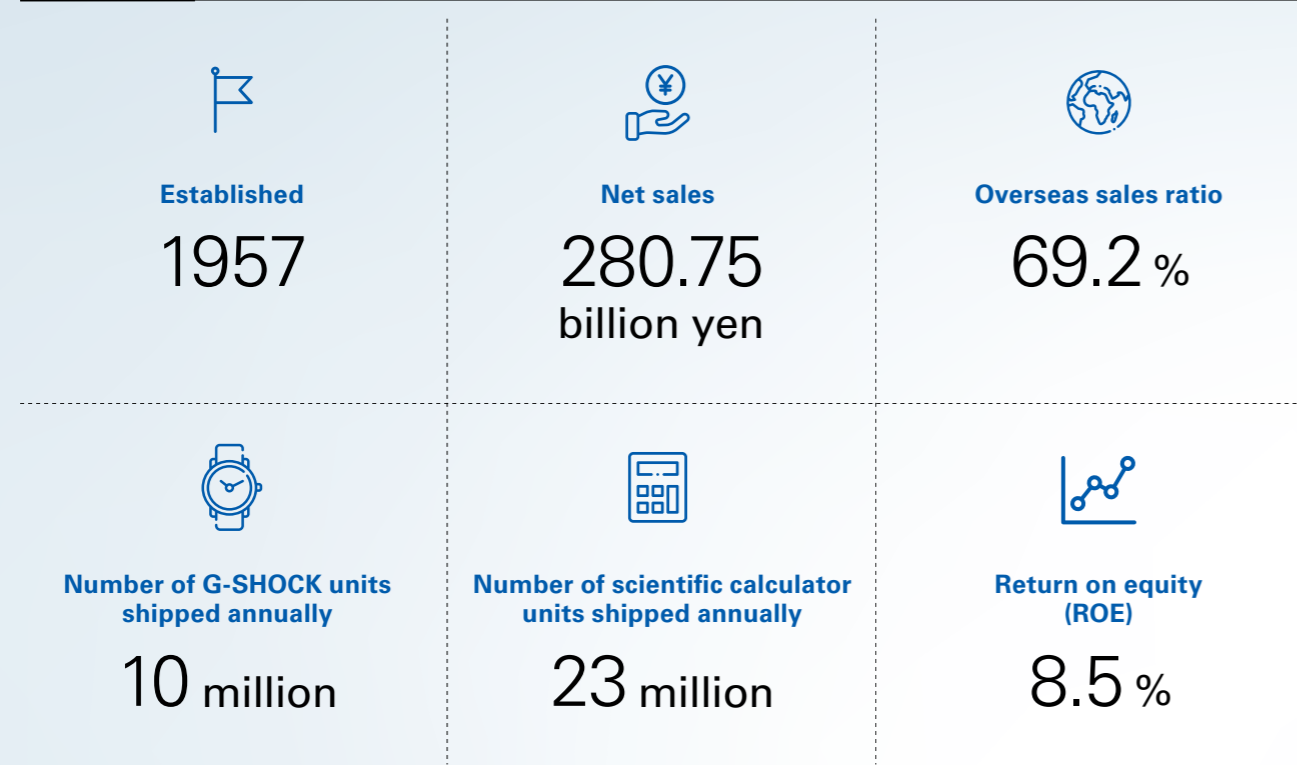 ¥
Established
1957
Net sales
280.75
billion yen
Overseas sales ratio
69.2 %
Number of G-SHOCK units
shipped annually
10 million
Number of scientific calculator
units shipped annually
23 million
Return on equity
(ROE)
8.5 %